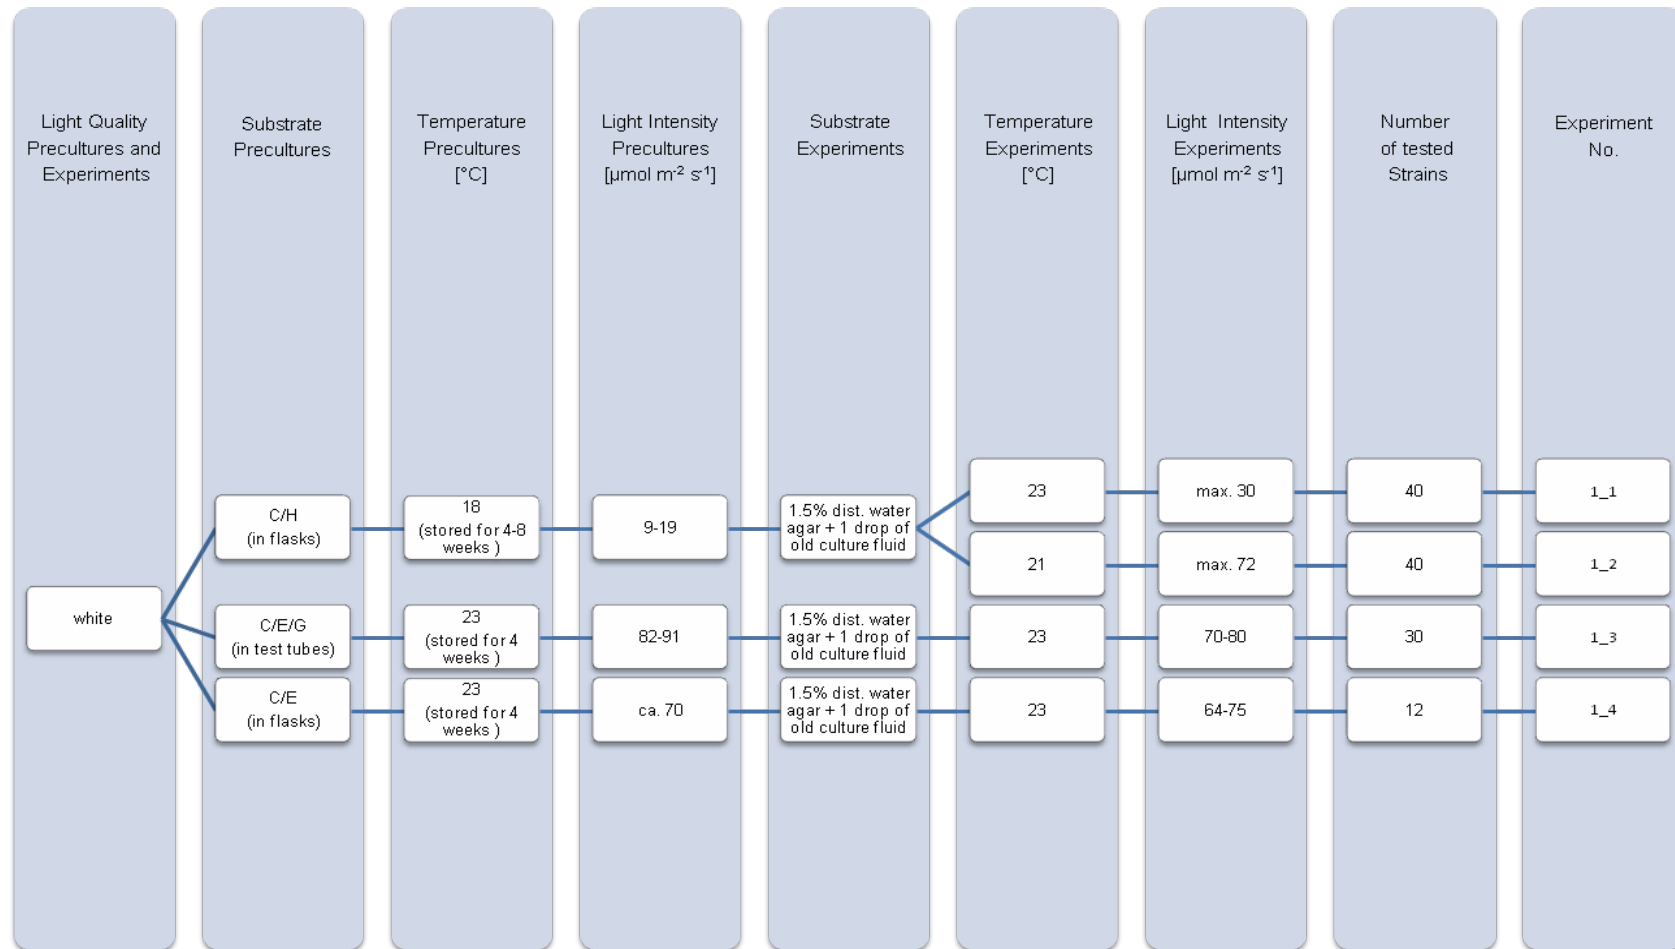 Light Quality
Precultures and
Experiments
Substrate
Precultures
Temperature
Precultures
[°C]
Light Intensity
Precultures
[µmol m⁻² s⁻¹]
Substrate
Experiments
Temperature
Experiments
[°C]
Light Intensity
Experiments
[µmol m⁻² s⁻¹]
Number
of tested
Strains
Experiment
No.
white
C/H
(in flasks)
18
(stored for 4-8
weeks )
9-19
1.5% dist. water
agar + 1 drop of
old culture fluid
23
max. 30
40
1_1
21
max. 72
40
1_2
C/E/G
(in test tubes)
23
(stored for 4
weeks )
82-91
1.5% dist. water
agar + 1 drop of
old culture fluid
23
70-80
30
1_3
C/E
(in flasks)
23
(stored for 4
weeks )
ca. 70
1.5% dist. water
agar + 1 drop of
old culture fluid
23
64-75
12
1_4